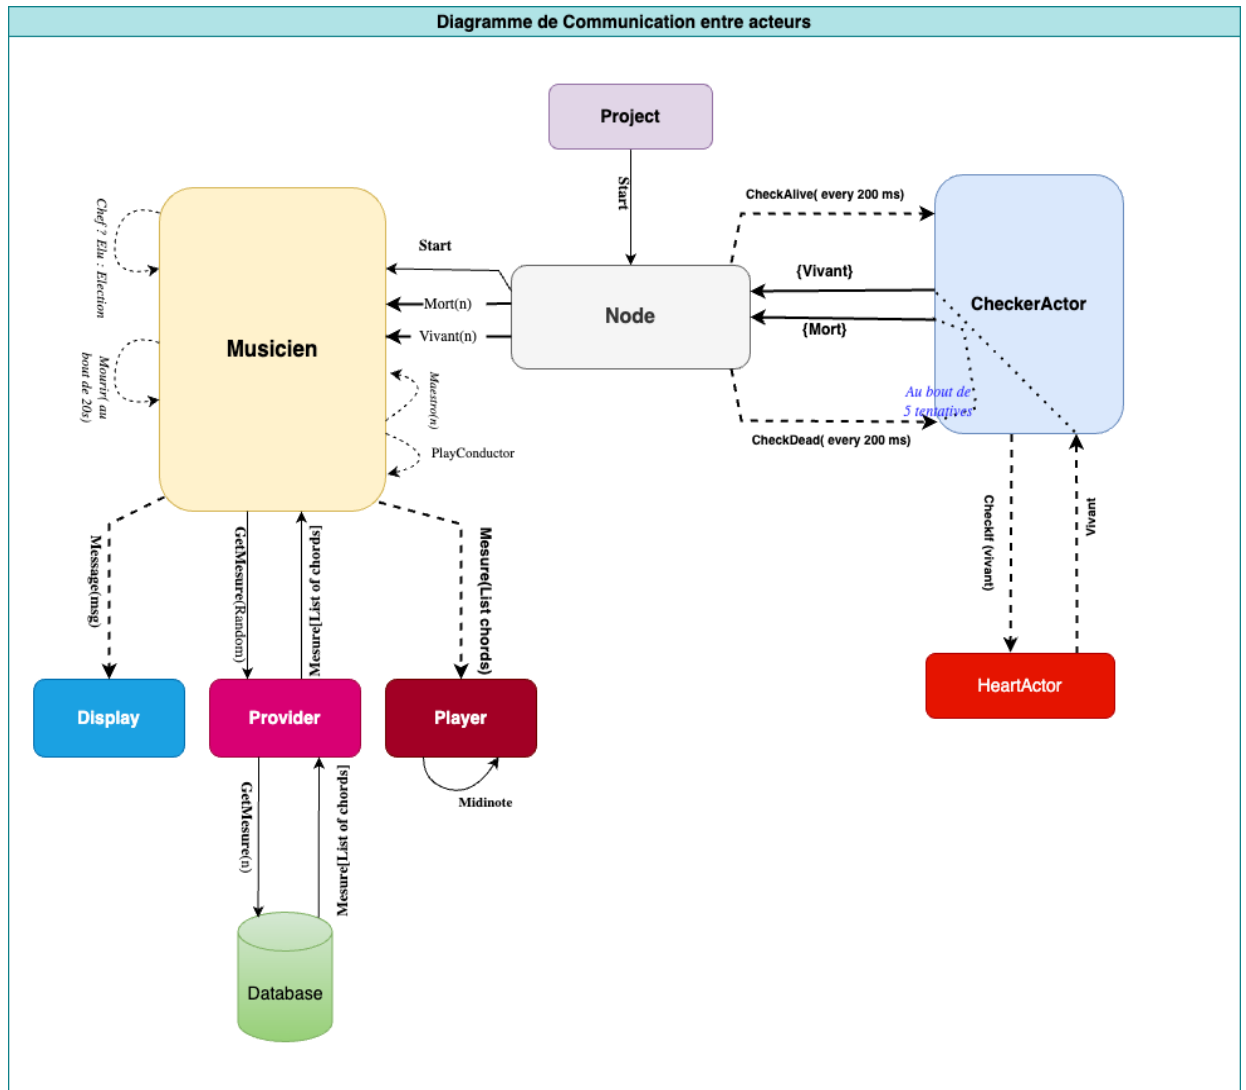 Diagramme de Communication entre acteurs
Project
Start
CheckAlive( every 200 ms)
Chef ? Elu : Election
Start
{Vivant}
Mort(n)
Node
CheckerActor
{Mort}
Vivant(n)
Musicien
Mourir( au
bout de 20s)
Maestro(n)
Au bout de
5 tentatives
CheckDead( every 200 ms)
PlayConductor
Message(msg)
GetMesure(Random)
Mesure[List of chords]
Mesure(List chords)
CheckIf (vivant)
Vivant
HeartActor
Display
Provider
Player
Midinote
GetMesure(n)
Mesure[List of chords]
Database